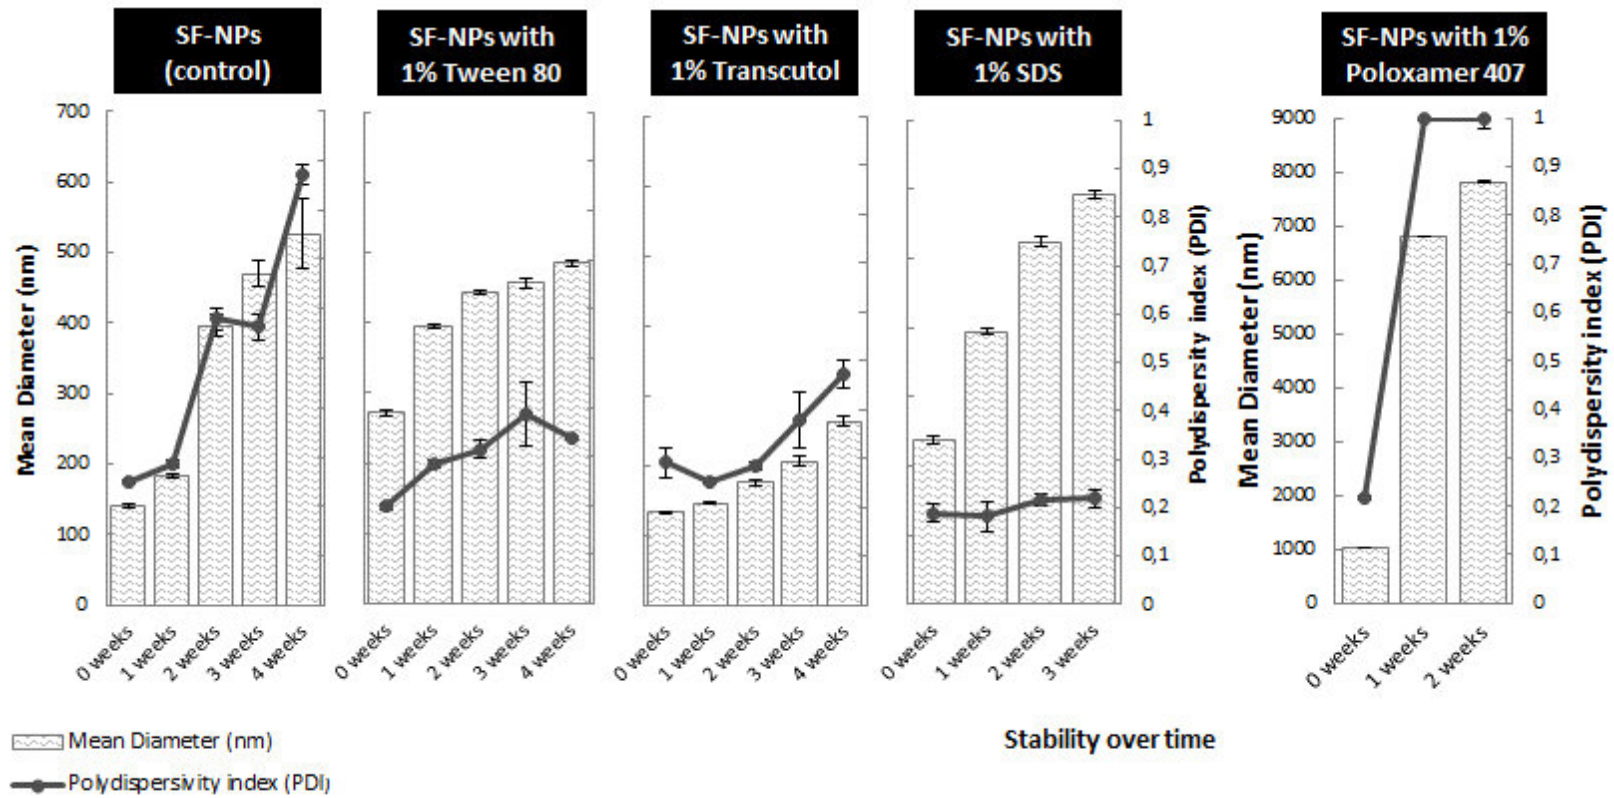 SF-NPs
(control)
SF-NPs with
1% Tween 80
SF-NPs with
1% Transcutol
SF-NPs with
1% SDS
SF-NPs with 1%
Poloxamer 407
Mean Diameter (nm)
700
600
500
400
300
200
100
0
0 weeks
1 weeks
2 weeks
3 weeks
4 weeks
0 weeks
1 weeks
2 weeks
3 weeks
4 weeks
0 weeks
1 weeks
2 weeks
3 weeks
4 weeks
0 weeks
1 weeks
2 weeks
3 weeks
1
0,9
0,8
0,7
0,6
0,5
0,4
0,3
0,2
0,1
0
Polydispersity index (PDI)
Mean Diameter (nm)
9000
8000
7000
6000
5000
4000
3000
2000
1000
0
0 weeks
1 weeks
2 weeks
1
0,9
0,8
0,7
0,6
0,5
0,4
0,3
0,2
0,1
0
Polydispersity index (PDI)
Stability over time
Mean Diameter (nm)
Polydispersivity index (PDI)